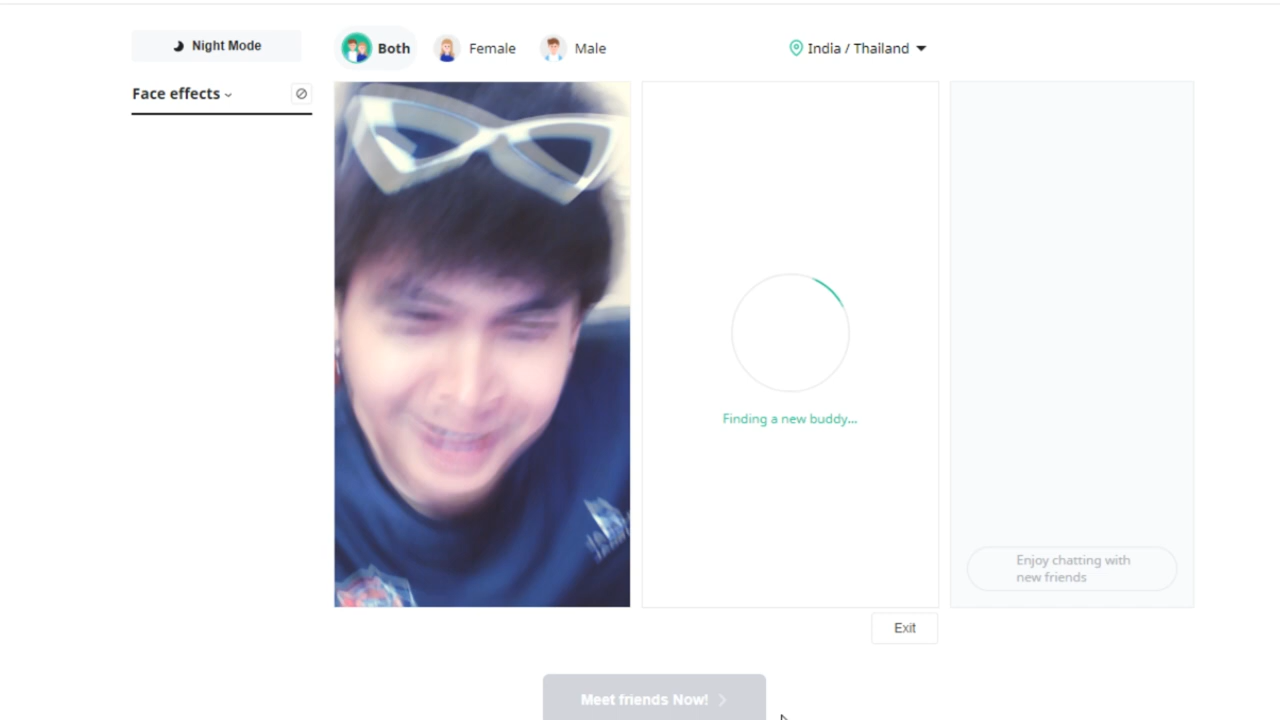 Night Mode
Both
Female
Male
India / Thailand
Face effects
Finding a new buddy...
Enjoy chatting with
new friends
Exit
Meet friends Now!